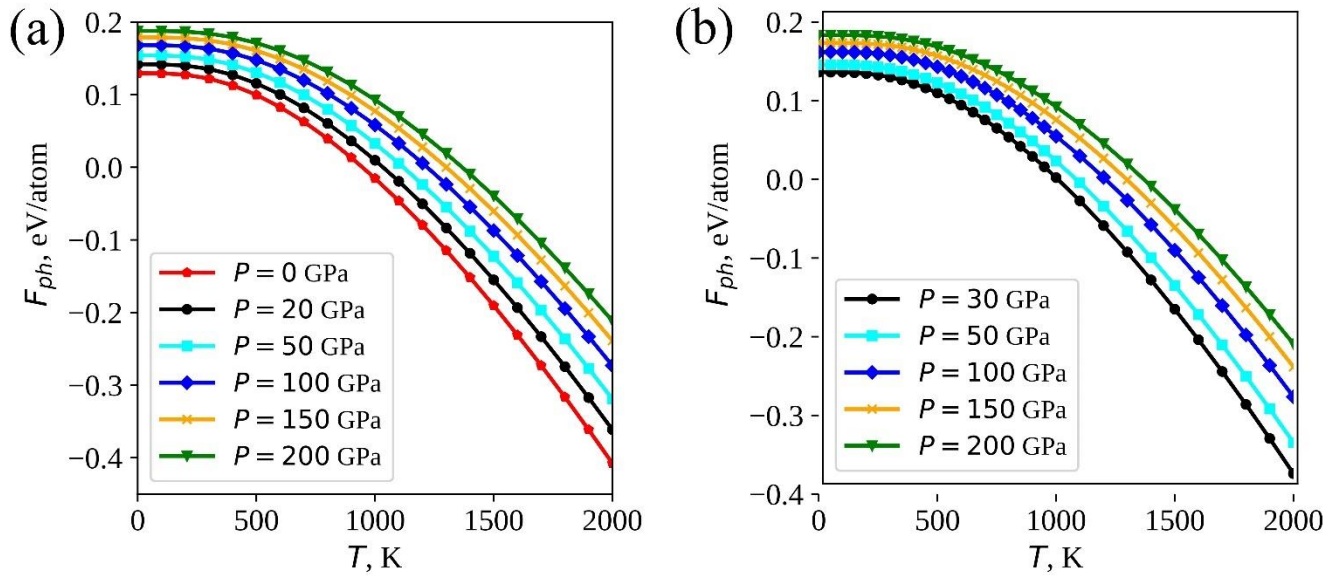 (a)
0.2
0.1
0.0
−0.1
−0.2
−0.3
−0.4
F_ph, eV/atom
P = 0 GPa
P = 20 GPa
P = 50 GPa
P = 100 GPa
P = 150 GPa
P = 200 GPa
0 500 1000 1500 2000
T, K
(b)
0.2
0.1
0.0
−0.1
−0.2
−0.3
−0.4
F_ph, eV/atom
P = 30 GPa
P = 50 GPa
P = 100 GPa
P = 150 GPa
P = 200 GPa
0 500 1000 1500 2000
T, K